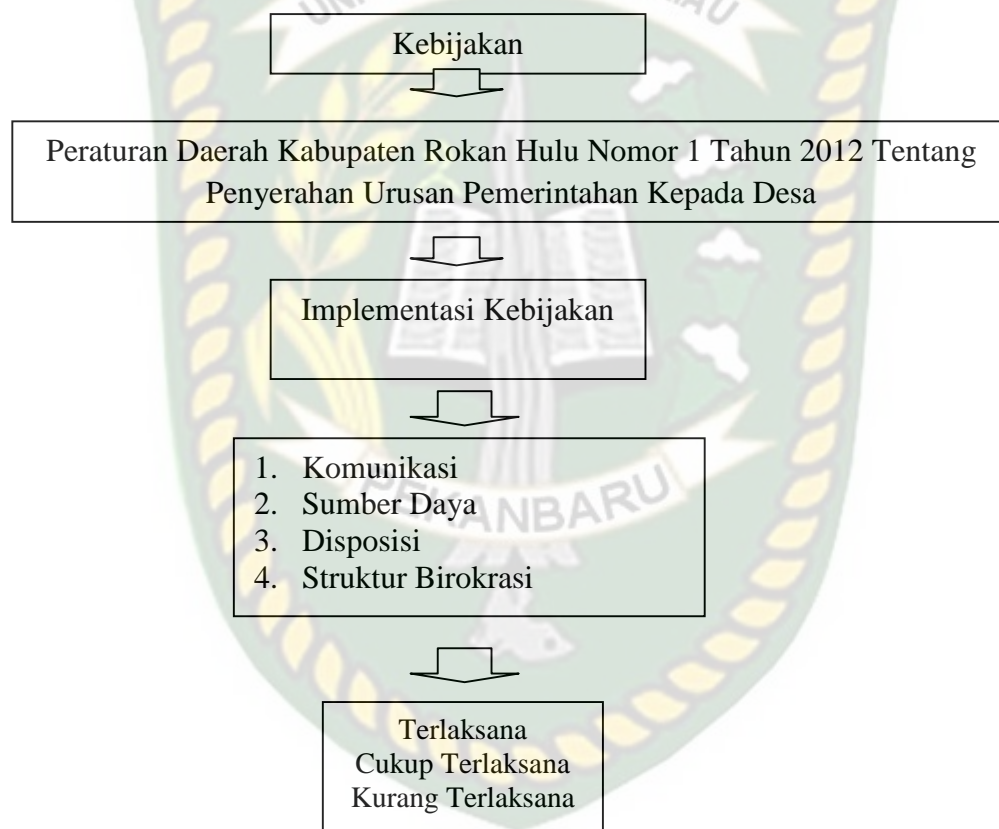 Kebijakan
Peraturan Daerah Kabupaten Rokan Hulu Nomor 1 Tahun 2012 Tentang
Penyerahan Urusan Pemerintahan Kepada Desa
Implementasi Kebijakan
1. Komunikasi
2. Sumber Daya
3. Disposisi
4. Struktur Birokrasi
PEKANBARU
Terlaksana
Cukup Terlaksana
Kurang Terlaksana